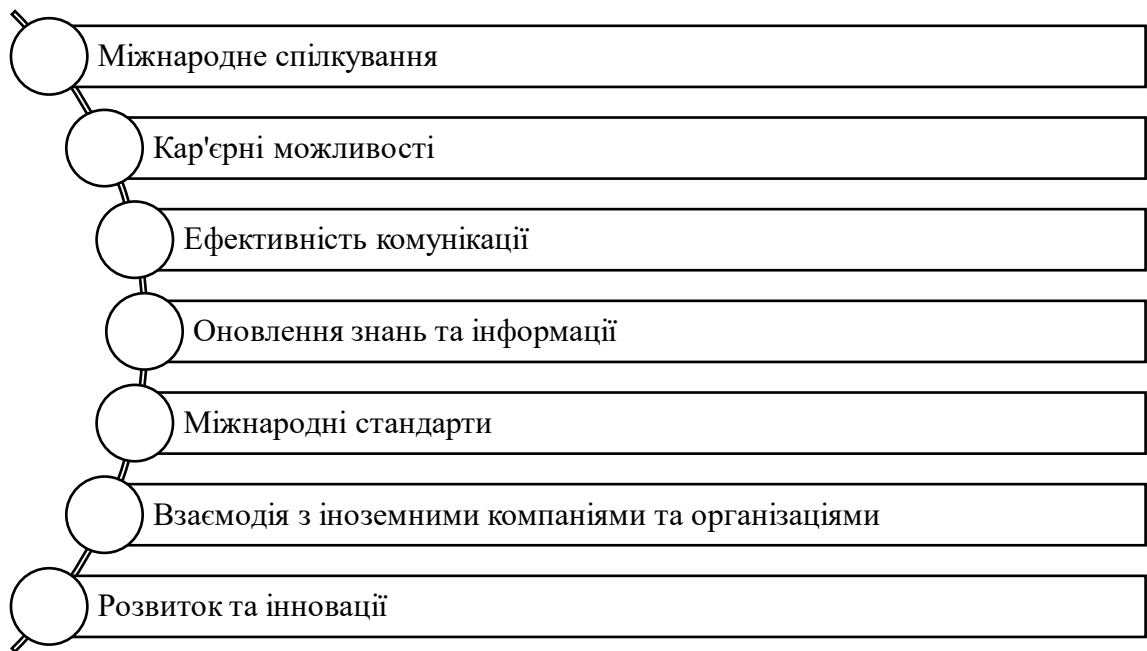 Міжнародне спілкування
Кар'єрні можливості
Ефективність комунікації
Оновлення знань та інформації
Міжнародні стандарти
Взаємодія з іноземними компаніями та організаціями
Розвиток та інновації